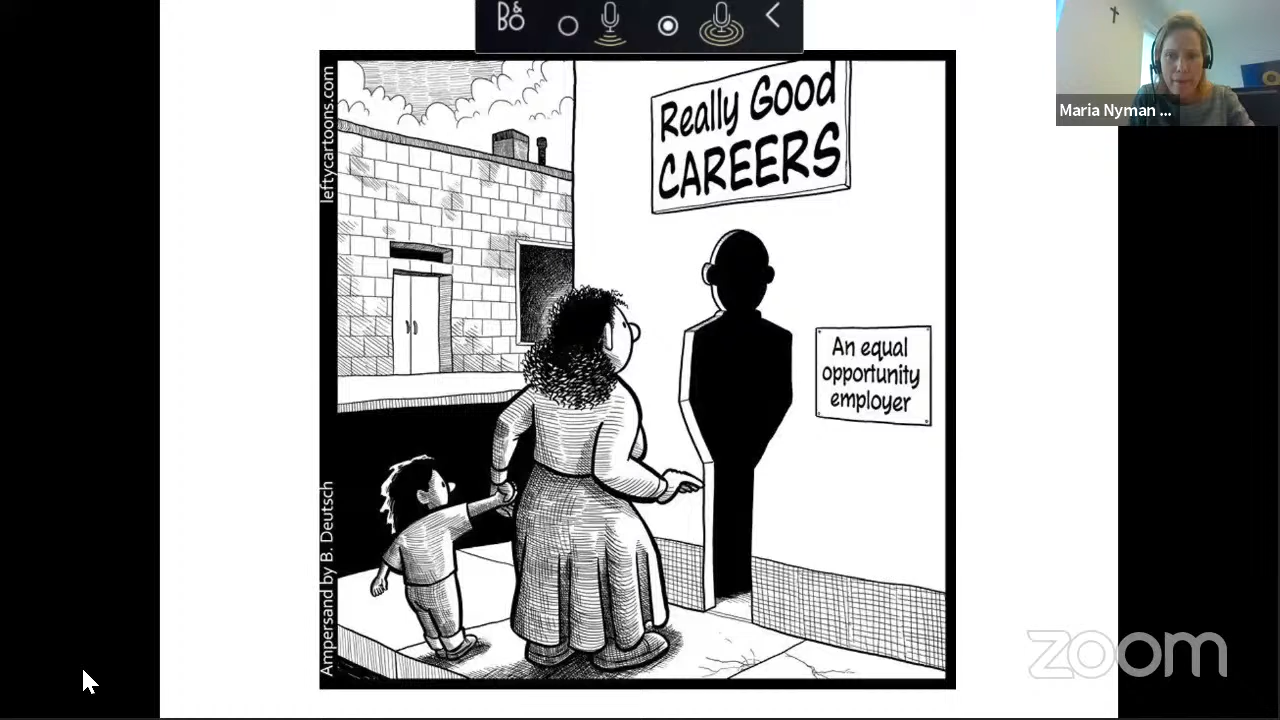 B&O
leftycartoons.com
Really Good
CAREERS
An equal
opportunity
employer
Ampersand by B. Deutsch
Maria Nyman ...
zoom